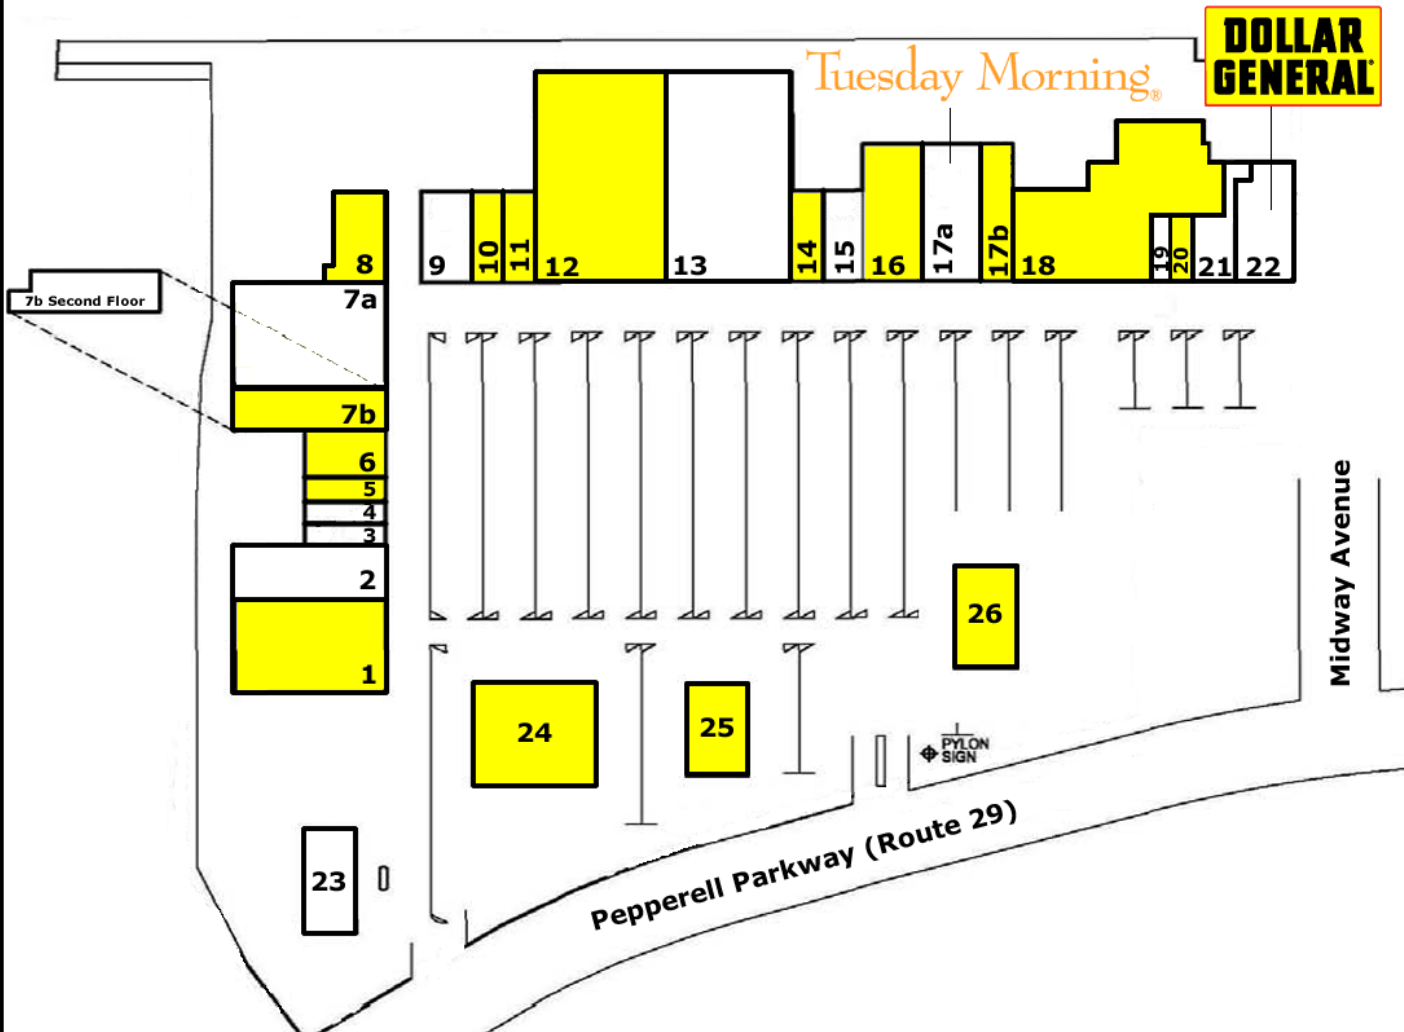 DOLLAR
GENERAL
Tuesday Morning®
8
9
10
11
12
13
14
15
16
17a
17b
18
19
20
21
22
7a
7b Second Floor
7b
6
5
4
3
2
1
Midway Avenue
26
24
25
PYLON
SIGN
23
Pepperell Parkway (Route 29)